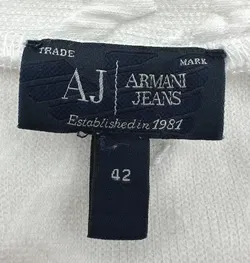 TRADE MARK
AJ ARMANI
JEANS
Established in 1981
42